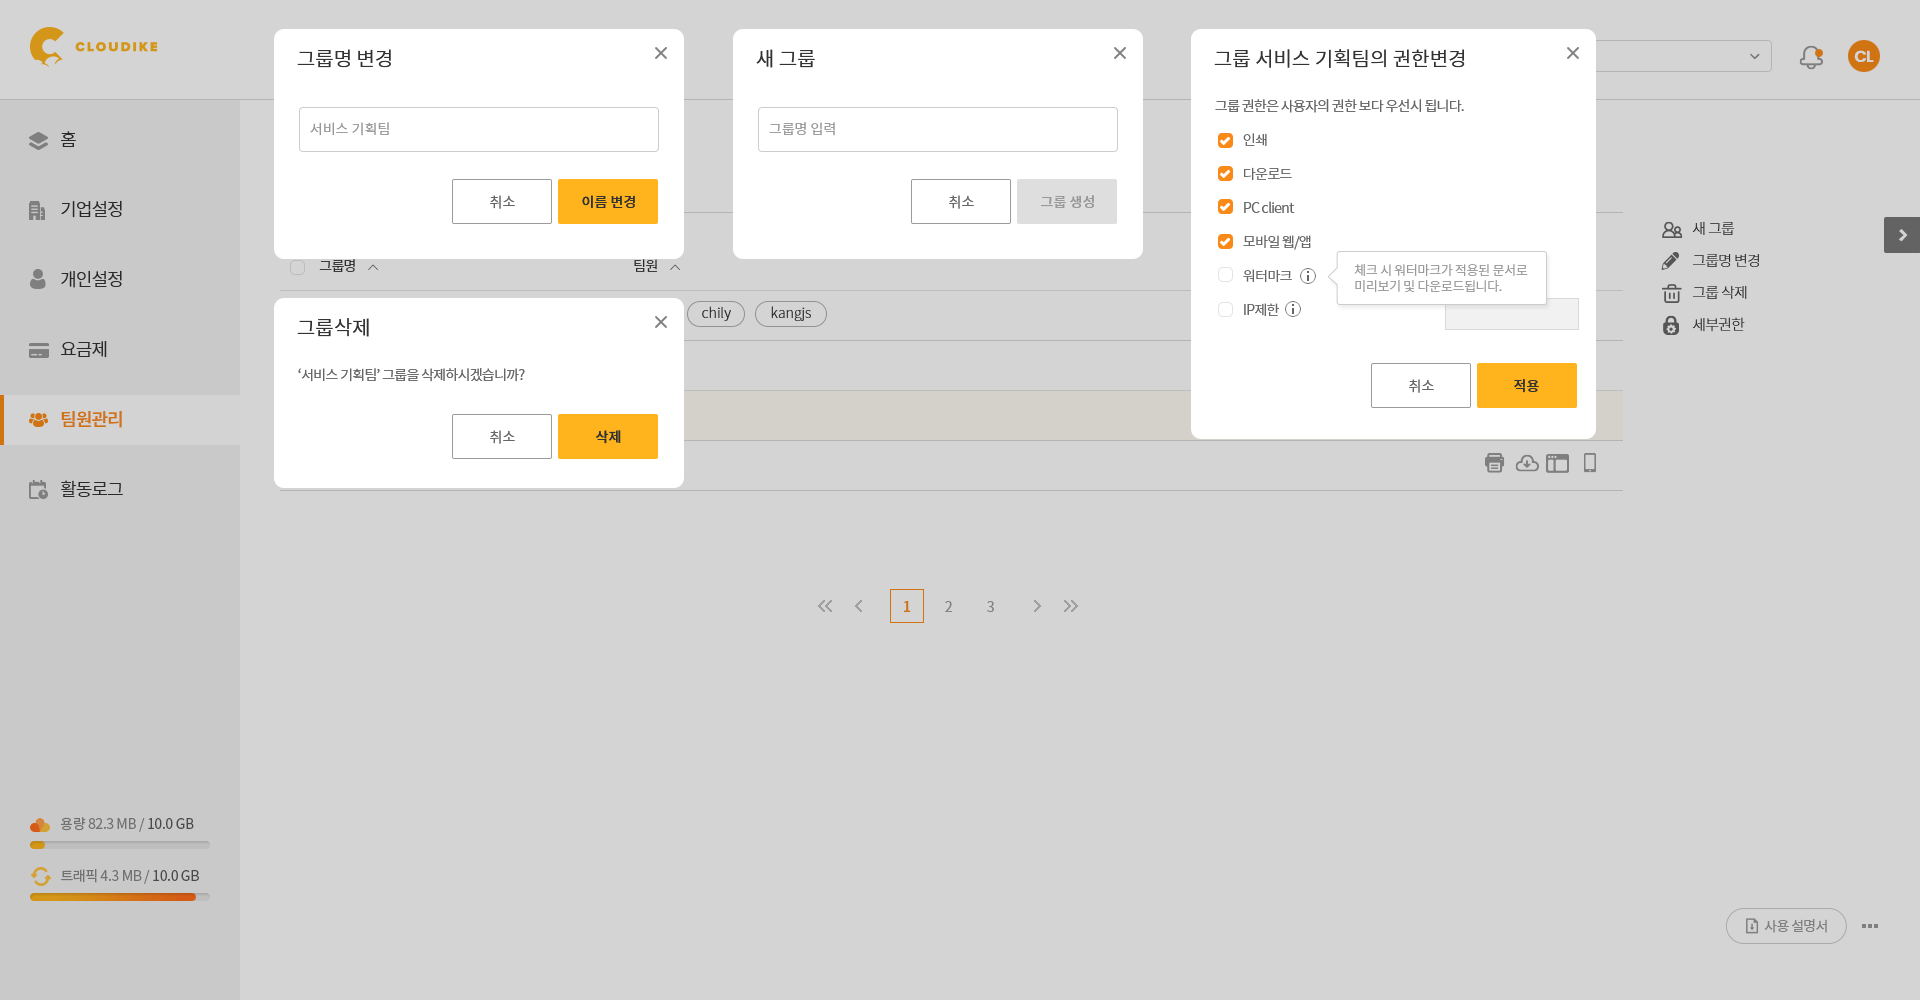 CLOUDIKE
CL
홈
기업설정
개인설정
요금제
팀원관리
활동로그
용량 82.3 MB / 10.0 GB
트래픽 4.3 MB / 10.0 GB
그룹명 변경
서비스 기획팀
취소
이름 변경
새 그룹
그룹명 입력
취소
그룹 생성
그룹 서비스 기획팀의 권한변경
그룹 권한은 사용자의 권한 보다 우선시 됩니다.
인쇄
다운로드
PC client
모바일 웹/앱
워터마크
체크 시 워터마크가 적용된 문서로
미리보기 및 다운로드됩니다.
IP제한
취소
적용
그룹명
팀원
chily
kangjs
그룹삭제
‘서비스 기획팀’ 그룹을 삭제하시겠습니까?
취소
삭제
1 2 3
새 그룹
그룹명 변경
그룹 삭제
세부권한
사용 설명서